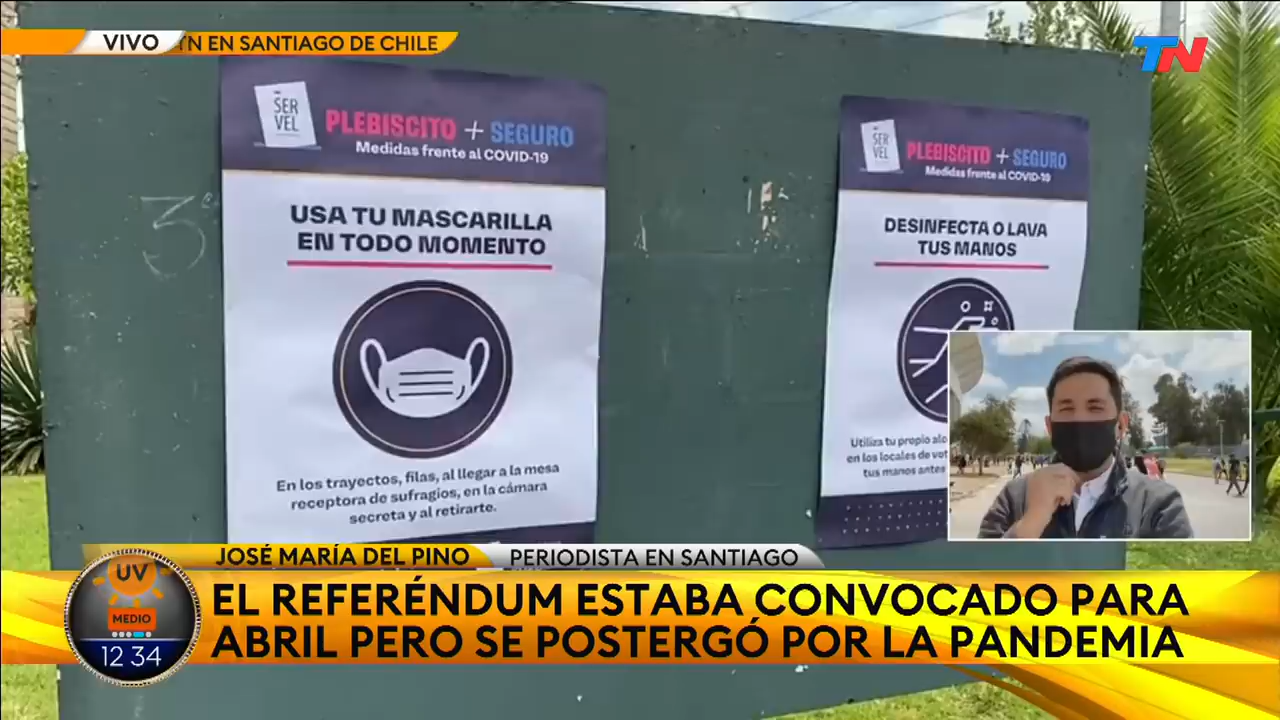 VIVO
TN EN SANTIAGO DE CHILE
TN
SERVEL
PLEBISCITO + SEGURO
Medidas frente al COVID-19
USA TU MASCARILLA
EN TODO MOMENTO
En los trayectos, filas, al llegar a la mesa
receptora de sufragios, en la cámara
secreta y al retirarte.
SERVEL
PLEBISCITO + SEGURO
Medidas frente al COVID-19
DESINFECTA O LAVA
TUS MANOS
Utiliza tu propio
en los locales de
tus manos antes
3
JOSÉ MARÍA DEL PINO
PERIODISTA EN SANTIAGO
EL REFERÉNDUM ESTABA CONVOCADO PARA
ABRIL PERO SE POSTERGÓ POR LA PANDEMIA
UV
MEDIO
12 34